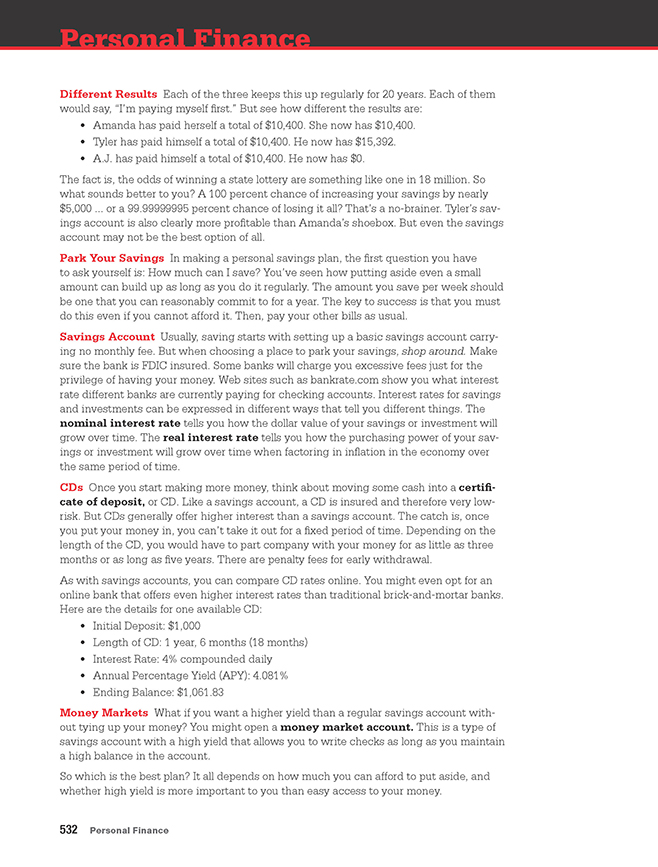 Personal Finance
Different Results Each of the three keeps this up regularly for 20 years. Each of them
would say, “I’m paying myself first.” But see how different the results are:
• Amanda has paid herself a total of $10,400. She now has $10,400.
• Tyler has paid himself a total of $10,400. He now has $15,392.
• A.J. has paid himself a total of $10,400. He now has $0.
The fact is, the odds of winning a state lottery are something like one in 18 million. So
what sounds better to you? A 100 percent chance of increasing your savings by nearly
$5,000 ... or a 99.99999995 percent chance of losing it all? That’s a no-brainer. Tyler’s sav-
ings account is also clearly more profitable than Amanda’s shoebox. But even the savings
account may not be the best option of all.
Park Your Savings In making a personal savings plan, the first question you have
to ask yourself is: How much can I save? You’ve seen how putting aside even a small
amount can build up as long as you do it regularly. The amount you save per week should
be one that you can reasonably commit to for a year. The key to success is that you must
do this even if you cannot afford it. Then, pay your other bills as usual.
Savings Account Usually, saving starts with setting up a basic savings account carry-
ing no monthly fee. But when choosing a place to park your savings, shop around. Make
sure the bank is FDIC insured. Some banks will charge you excessive fees just for the
privilege of having your money. Web sites such as bankrate.com show you what interest
rate different banks are currently paying for checking accounts. Interest rates for savings
and investments can be expressed in different ways that tell you different things. The
nominal interest rate tells you how the dollar value of your savings or investment will
grow over time. The real interest rate tells you how the purchasing power of your sav-
ings or investment will grow over time when factoring in inflation in the economy over
the same period of time.
CDs Once you start making more money, think about moving some cash into a certifi-
cate of deposit, or CD. Like a savings account, a CD is insured and therefore very low-
risk. But CDs generally offer higher interest than a savings account. The catch is, once
you put your money in, you can’t take it out for a fixed period of time. Depending on the
length of the CD, you would have to part company with your money for as little as three
months or as long as five years. There are penalty fees for early withdrawal.
As with savings accounts, you can compare CD rates online. You might even opt for an
online bank that offers even higher interest rates than traditional brick-and-mortar banks.
Here are the details for one available CD:
• Initial Deposit: $1,000
• Length of CD: 1 year, 6 months (18 months)
• Interest Rate: 4% compounded daily
• Annual Percentage Yield (APY): 4.081%
• Ending Balance: $1,061.83
Money Markets What if you want a higher yield than a regular savings account with-
out tying up your money? You might open a money market account. This is a type of
savings account with a high yield that allows you to write checks as long as you maintain
a high balance in the account.
So which is the best plan? It all depends on how much you can afford to put aside, and
whether high yield is more important to you than easy access to your money.
532 Personal Finance